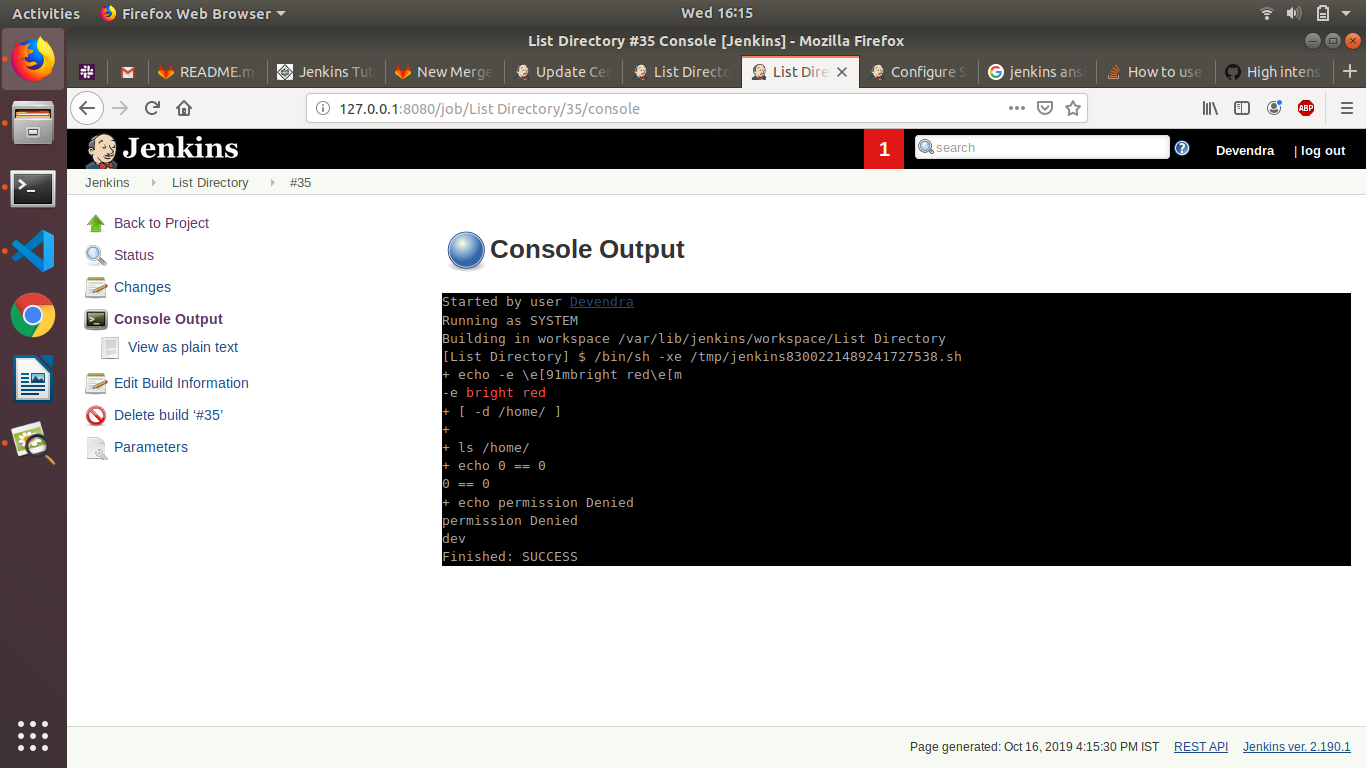 Activities Firefox Web Browser Wed 16:15
List Directory #35 Console [Jenkins] - Mozilla Firefox
README.m Jenkins Tut New Merge Update Cer List Directo List Dire Configure S jenkins ans How to use High intens
127.0.0.1:8080/job/List Directory/35/console ABP
Jenkins 1 search Devendra | log out
Jenkins List Directory #35
Back to Project
Status
Changes
Console Output
View as plain text
Edit Build Information
Delete build ‘#35’
Parameters
Console Output
Started by user Devendra
Running as SYSTEM
Building in workspace /var/lib/jenkins/workspace/List Directory
[List Directory] $ /bin/sh -xe /tmp/jenkins8300221489241727538.sh
+ echo -e \e[91mbright red\e[m
-e bright red
+ [ -d /home/ ]
+
+ ls /home/
+ echo 0 == 0
0 == 0
+ echo permission Denied
permission Denied
dev
Finished: SUCCESS
Page generated: Oct 16, 2019 4:15:30 PM IST REST API Jenkins ver. 2.190.1